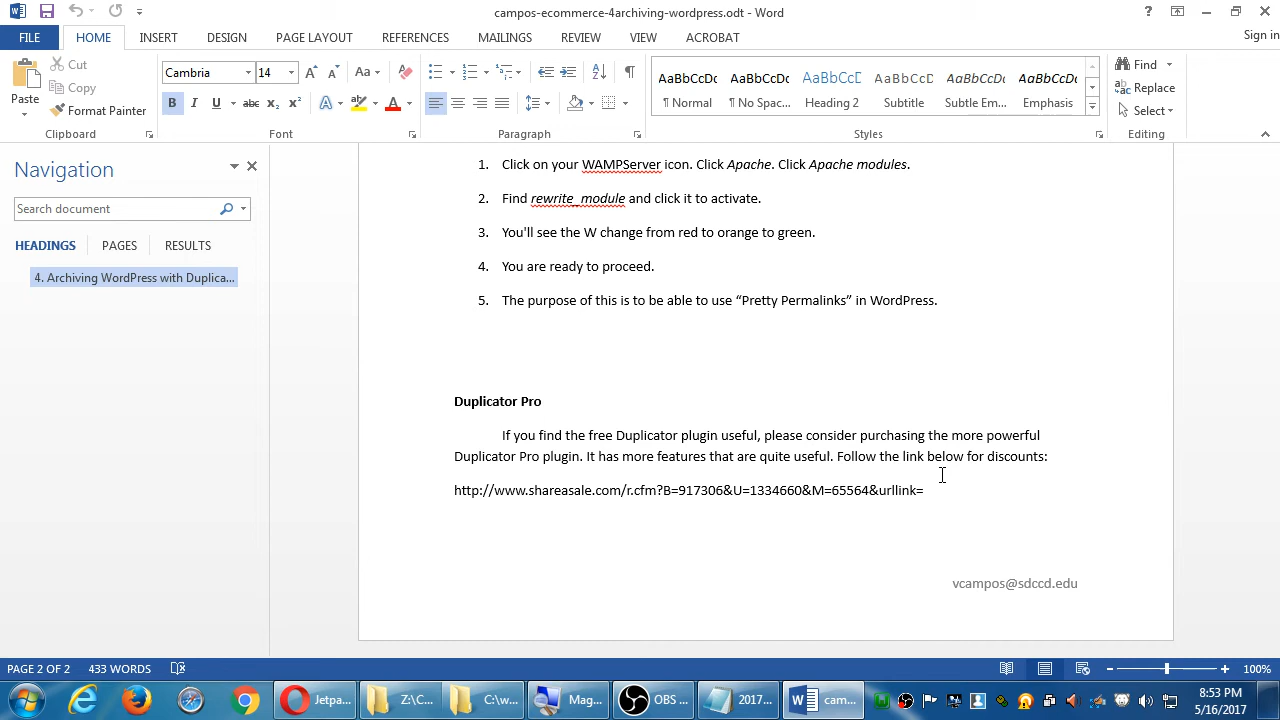 campos-ecommerce-4archiving-wordpress.odt - Word
Sign in
FILE HOME INSERT DESIGN PAGE LAYOUT REFERENCES MAILINGS REVIEW VIEW ACROBAT
Paste
Cut
Copy
Format Painter
Clipboard
Cambria 14
Font
Paragraph
AaBbCcDc AaBbCcDc AaBbCcD AaBbCcDc AaBbCcDc AaBbCcDc
¶ Normal ¶ No Spac... Heading 2 Subtitle Subtle Em... Emphasis
Styles
Find
Replace
Select
Editing
Navigation
Search document
HEADINGS PAGES RESULTS
4. Archiving WordPress with Duplica...
1. Click on your WAMPServer icon. Click Apache. Click Apache modules.
2. Find rewrite_module and click it to activate.
3. You'll see the W change from red to orange to green.
4. You are ready to proceed.
5. The purpose of this is to be able to use “Pretty Permalinks” in WordPress.
Duplicator Pro
If you find the free Duplicator plugin useful, please consider purchasing the more powerful
Duplicator Pro plugin. It has more features that are quite useful. Follow the link below for discounts:
http://www.shareasale.com/r.cfm?B=917306&U=1334660&M=65564&urllink=
vcampos@sdccd.edu
PAGE 2 OF 2 433 WORDS
100%
Jetpa... Z:\C... C:\w... Mag... OBS ... 2017... cam...
8:53 PM
5/16/2017